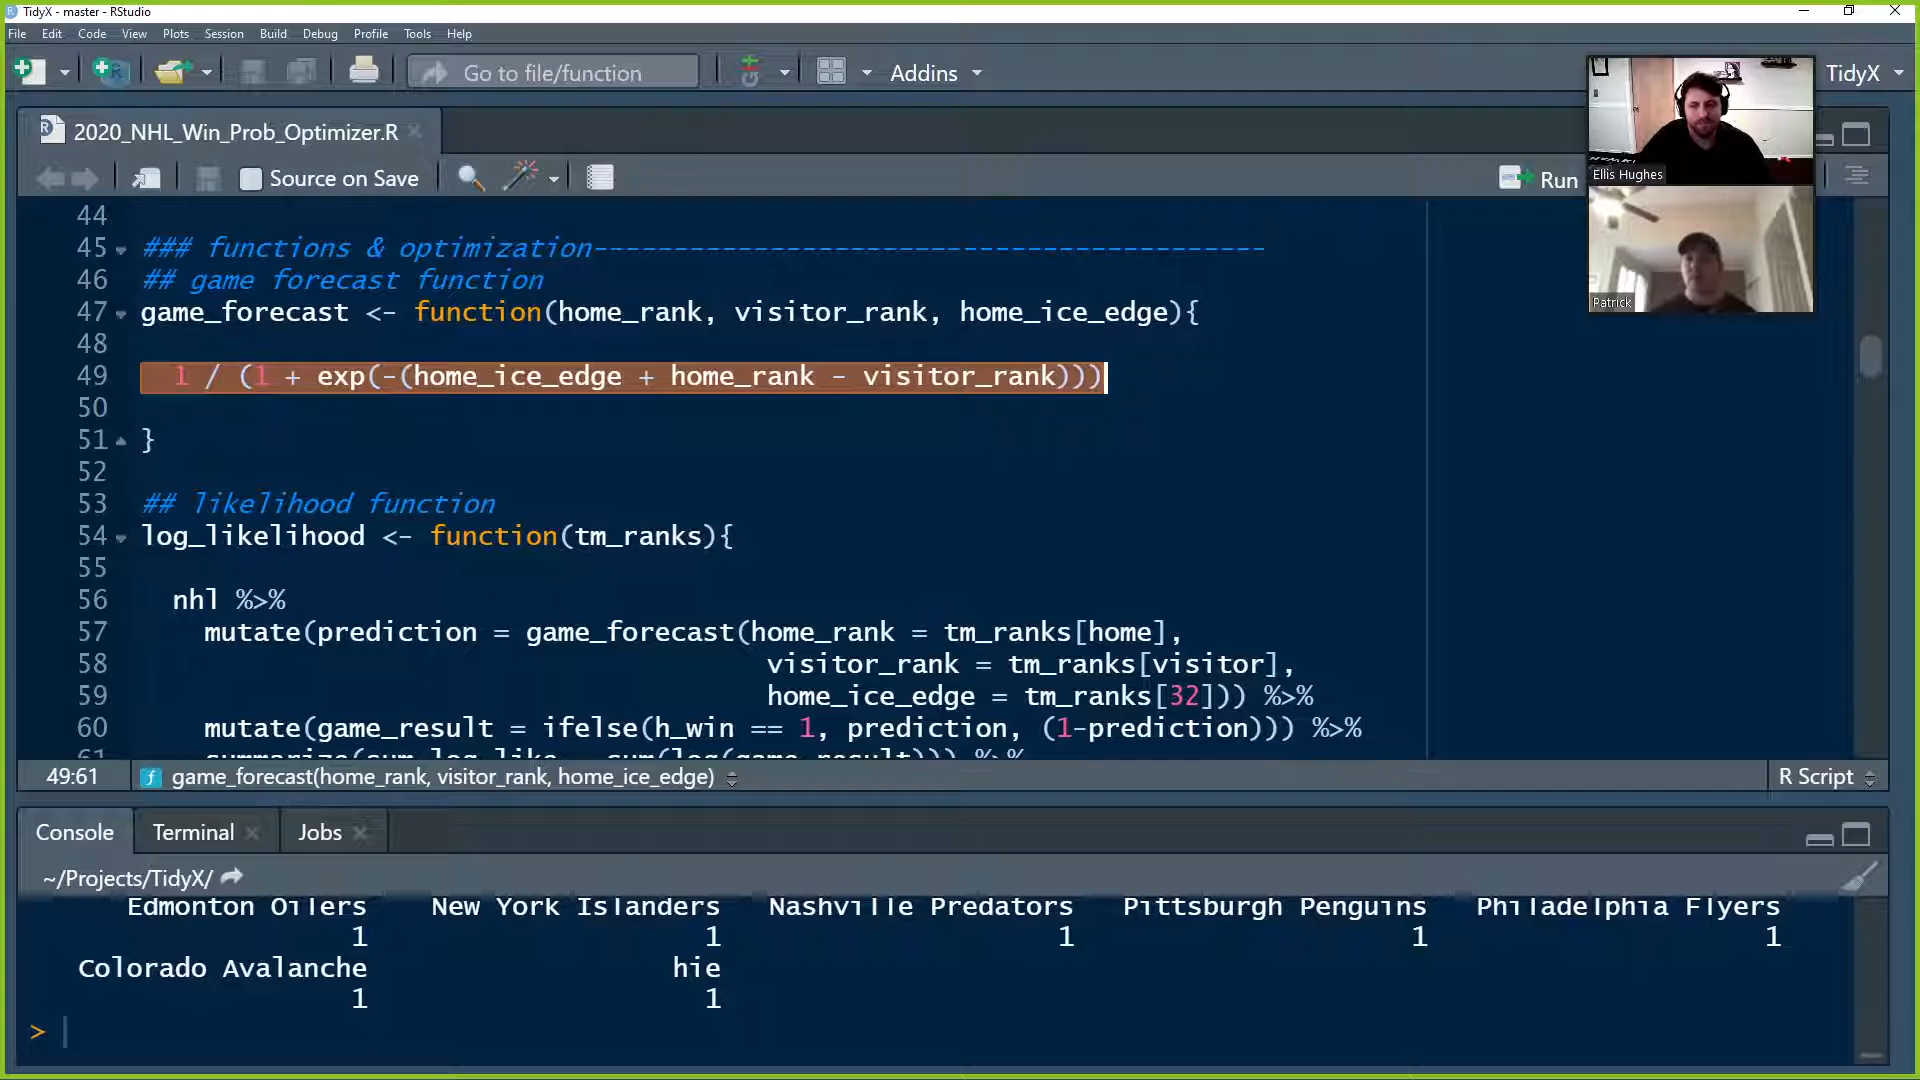 TidyX - master - RStudio
File Edit Code View Plots Session Build Debug Profile Tools Help
Go to file/function Addins TidyX
2020_NHL_Win_Prob_Optimizer.R
Source on Save Run
Ellis Hughes
Patrick
44
45 ### functions & optimization------------------------------------------
46 ## game forecast function
47 game_forecast <- function(home_rank, visitor_rank, home_ice_edge){
48
49 1 / (1 + exp(-(home_ice_edge + home_rank - visitor_rank)))
50
51 }
52
53 ## likelihood function
54 log_likelihood <- function(tm_ranks){
55
56 nhl %>%
57 mutate(prediction = game_forecast(home_rank = tm_ranks[home],
58 visitor_rank = tm_ranks[visitor],
59 home_ice_edge = tm_ranks[32])) %>%
60 mutate(game_result = ifelse(h_win == 1, prediction, (1-prediction))) %>%
61 summarize(sum_log_like = sum(log(game_result))) %>%
49:61 game_forecast(home_rank, visitor_rank, home_ice_edge) R Script
Console Terminal Jobs
~/Projects/TidyX/
Edmonton Oilers New York Islanders Nashville Predators Pittsburgh Penguins Philadelphia Flyers
1 1 1 1 1
Colorado Avalanche hie
1 1
>